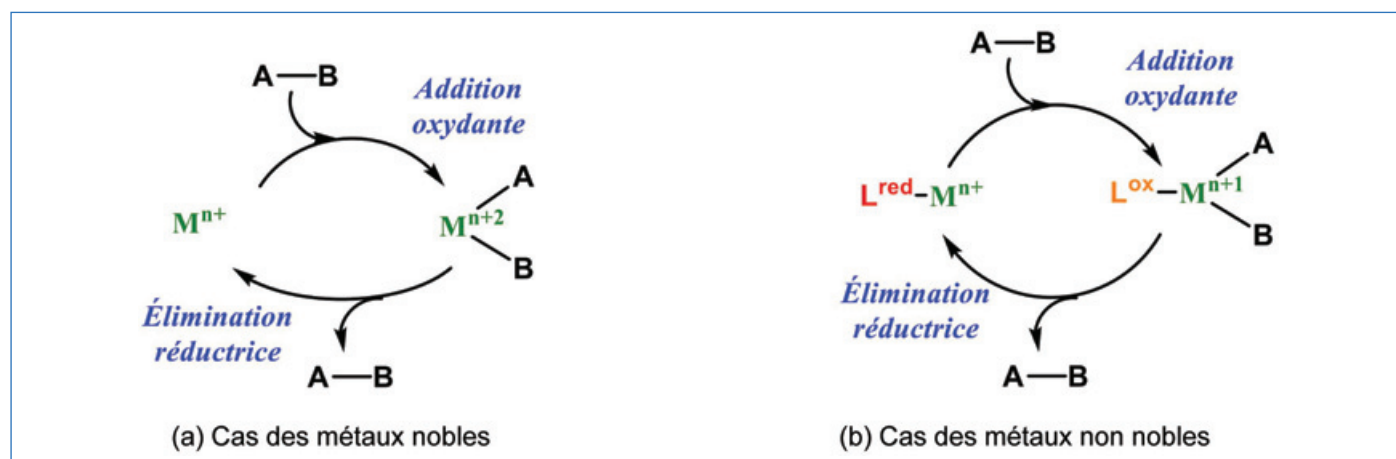 A—B
Addition
oxydante
A
Mⁿ⁺
Mⁿ⁺²
B
Élimination
réductrice
A—B
(a) Cas des métaux nobles
A—B
Addition
oxydante
A
Lʳᵉᵈ–Mⁿ⁺
Lᵒˣ–Mⁿ⁺¹
B
Élimination
réductrice
A—B
(b) Cas des métaux non nobles